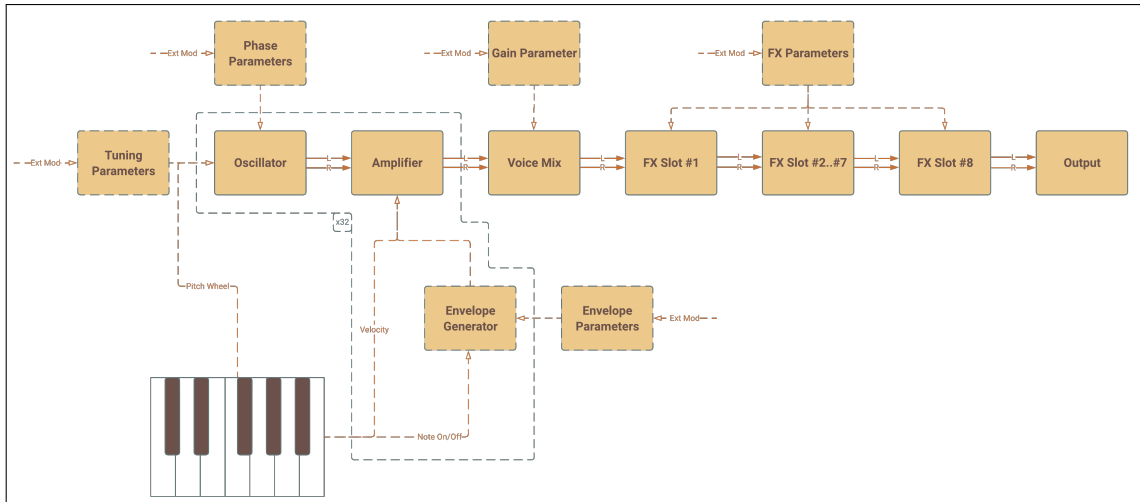 Ext Mod
Phase
Parameters
Ext Mod
Gain Parameter
Ext Mod
FX Parameters
Ext Mod
Tuning
Parameters
Oscillator
L
R
Amplifier
L
R
Voice Mix
L
R
FX Slot #1
L
R
FX Slot #2..#7
L
R
FX Slot #8
L
R
Output
x32
Pitch Wheel
Velocity
Envelope
Generator
Envelope
Parameters
Ext Mod
Note On/Off